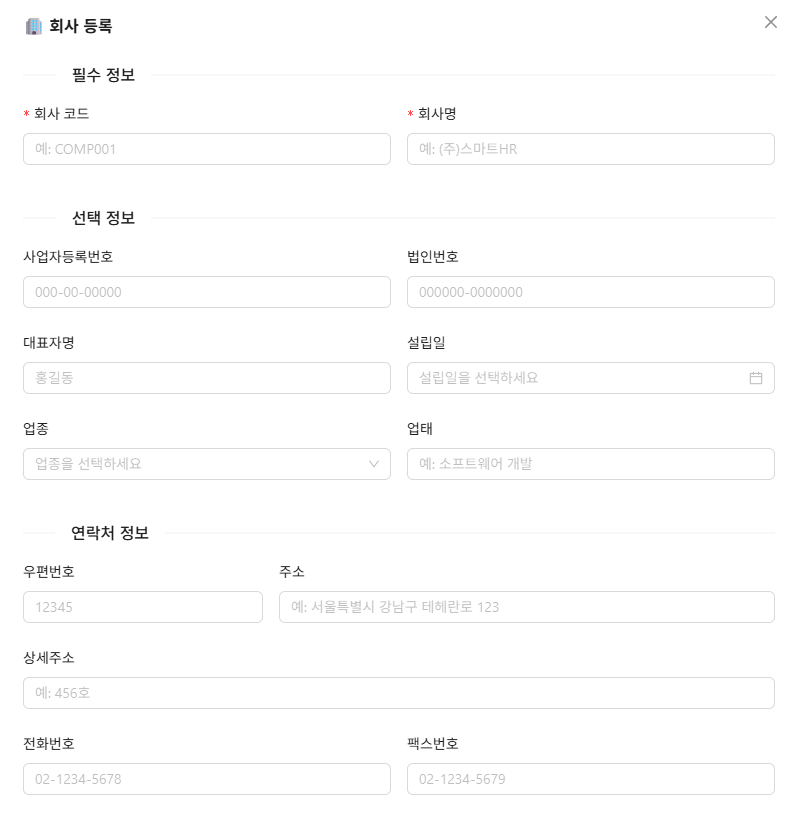 회사 등록
필수 정보
* 회사 코드
* 회사명
예: COMP001
예: (주)스마트HR
선택 정보
사업자등록번호
법인번호
000-00-00000
000000-0000000
대표자명
설립일
홍길동
설립일을 선택하세요
업종
업태
업종을 선택하세요
예: 소프트웨어 개발
연락처 정보
우편번호
주소
12345
예: 서울특별시 강남구 테헤란로 123
상세주소
예: 456호
전화번호
팩스번호
02-1234-5678
02-1234-5679